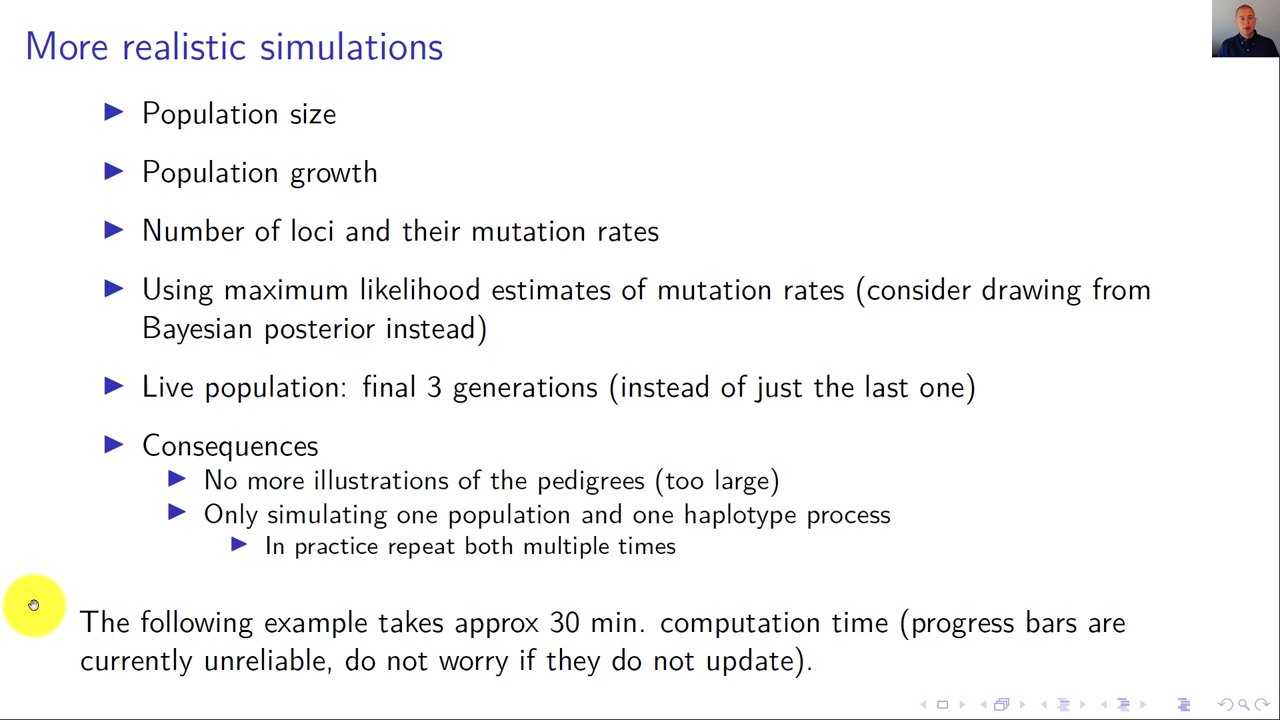 More realistic simulations
Population size
Population growth
Number of loci and their mutation rates
Using maximum likelihood estimates of mutation rates (consider drawing from
Bayesian posterior instead)
Live population: final 3 generations (instead of just the last one)
Consequences
No more illustrations of the pedigrees (too large)
Only simulating one population and one haplotype process
In practice repeat both multiple times
The following example takes approx 30 min. computation time (progress bars are
currently unreliable, do not worry if they do not update).